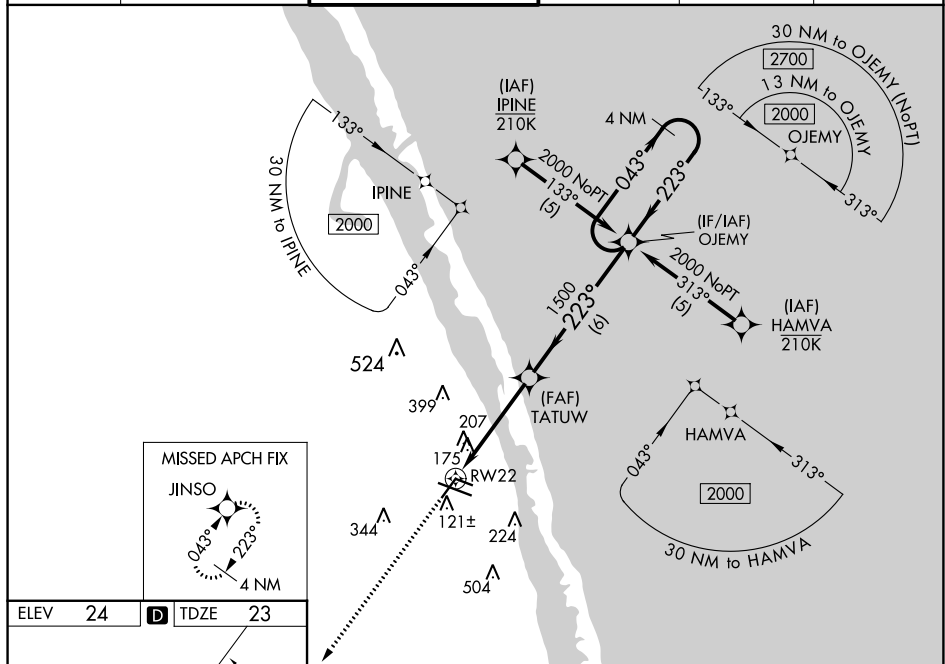 30 NM to OJEMY (NoPT)
2700
13 NM to OJEMY
133°
2000
OJEMY
313°
(IAF)
IPINE
210K
4 NM
133°
IPINE
30 NM to IPINE
2000
043°
2000 NoPT
133°
(5)
043°
223°
(IF/IAF)
OJEMY
2000 NoPT
313°
(5)
(IAF)
HAMVA
210K
1500
223°
(6)
524
(FAF)
TATUW
399
207
175
RW22
HAMVA
043°
313°
2000
30 NM to HAMVA
MISSED APCH FIX
JINSO
043°
223°
4 NM
344
121±
224
504
ELEV 24
D
TDZE 23